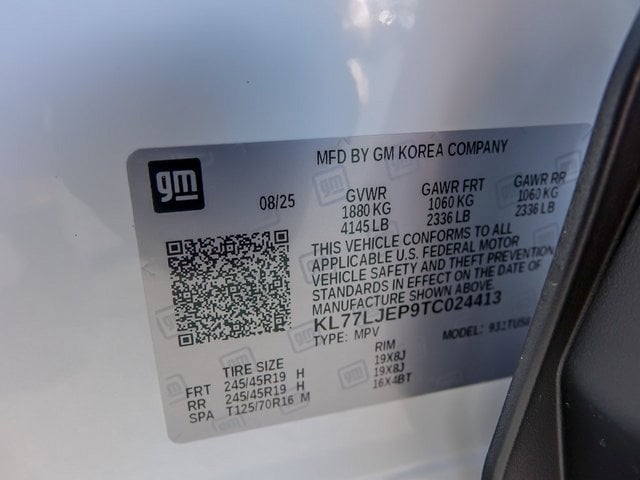 MFD BY GM KOREA COMPANY
gm
08/25
GVWR GAWR FRT GAWR RR
1880 KG 1060 KG 1060 KG
4145 LB 2336 LB 2336 LB
THIS VEHICLE CONFORMS TO ALL
APPLICABLE U.S. FEDERAL MOTOR
VEHICLE SAFETY AND THEFT PREVENTION
STANDARDS IN EFFECT ON THE DATE OF
MANUFACTURE SHOWN ABOVE.
KL77LJEP9TC024413
TYPE: MPV MODEL:
TIRE SIZE RIM
FRT 245/45R19 H 19X8J
RR 245/45R19 H 19X8J
SPA T125/70R16 M 16X4BT